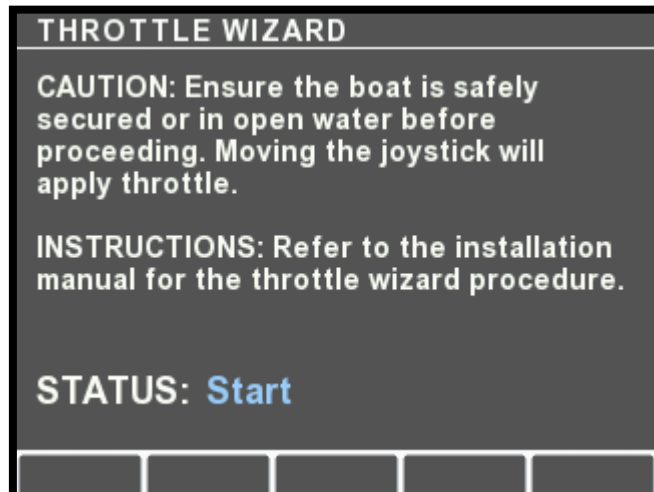 THROTTLE WIZARD
CAUTION: Ensure the boat is safely
secured or in open water before
proceeding. Moving the joystick will
apply throttle.
INSTRUCTIONS: Refer to the installation
manual for the throttle wizard procedure.
STATUS: Start